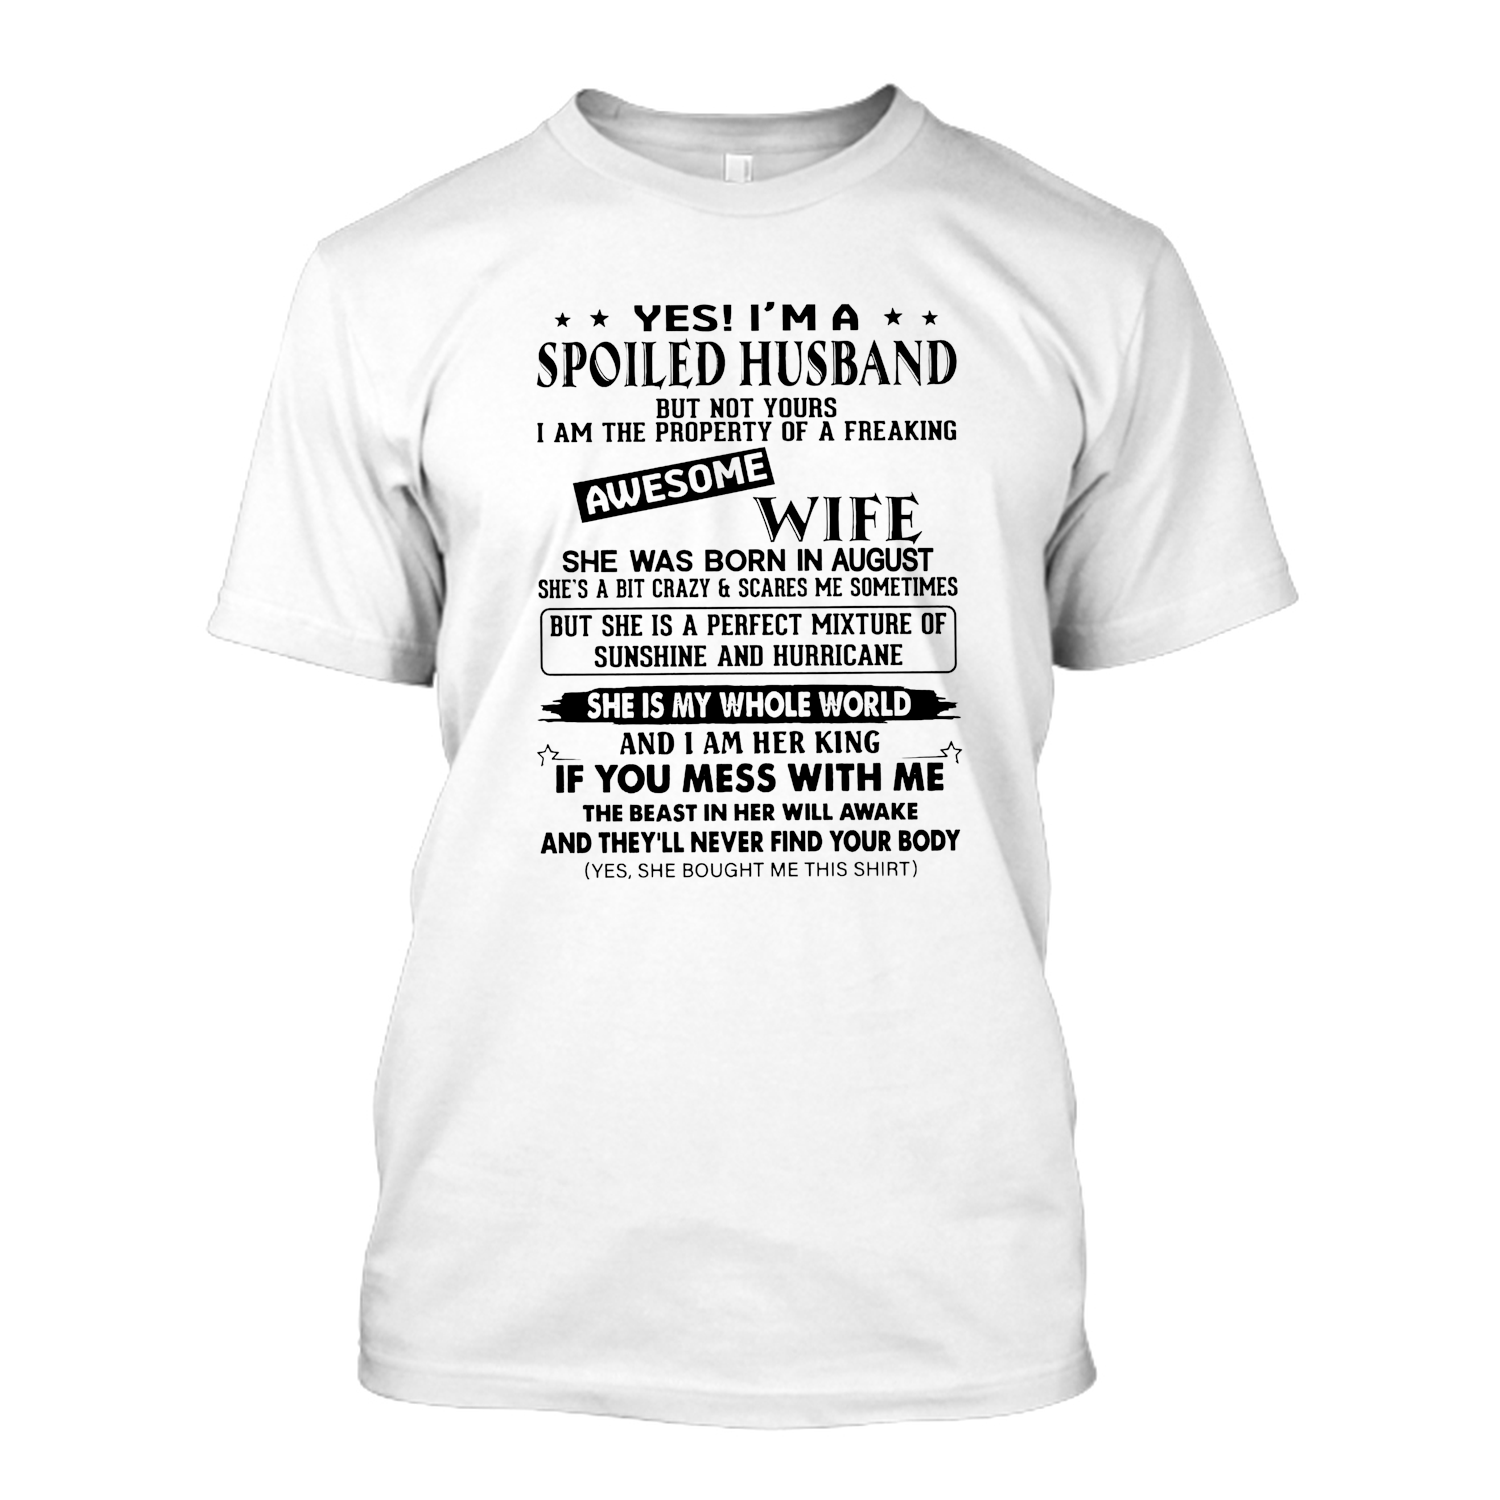 YES! I'M A
SPOILED HUSBAND
BUT NOT YOURS
I AM THE PROPERTY OF A FREAKING
AWESOME
WIFE
SHE WAS BORN IN AUGUST
SHE'S A BIT CRAZY & SCARES ME SOMETIMES
BUT SHE IS A PERFECT MIXTURE OF
SUNSHINE AND HURRICANE
SHE IS MY WHOLE WORLD
AND I AM HER KING
IF YOU MESS WITH ME
THE BEAST IN HER WILL AWAKE
AND THEY'LL NEVER FIND YOUR BODY
(YES, SHE BOUGHT ME THIS SHIRT)